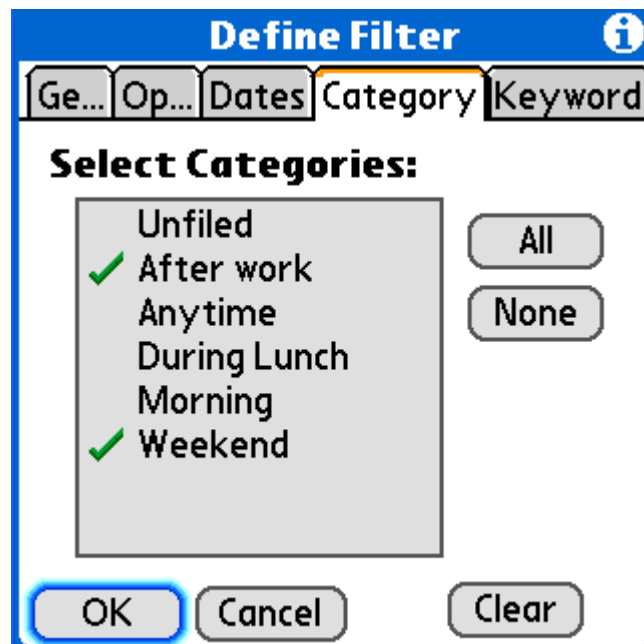 Define Filter
Ge... Op... Dates Category Keyword
Select Categories:
Unfiled
After work
Anytime
During Lunch
Morning
Weekend
All
None
OK Cancel Clear